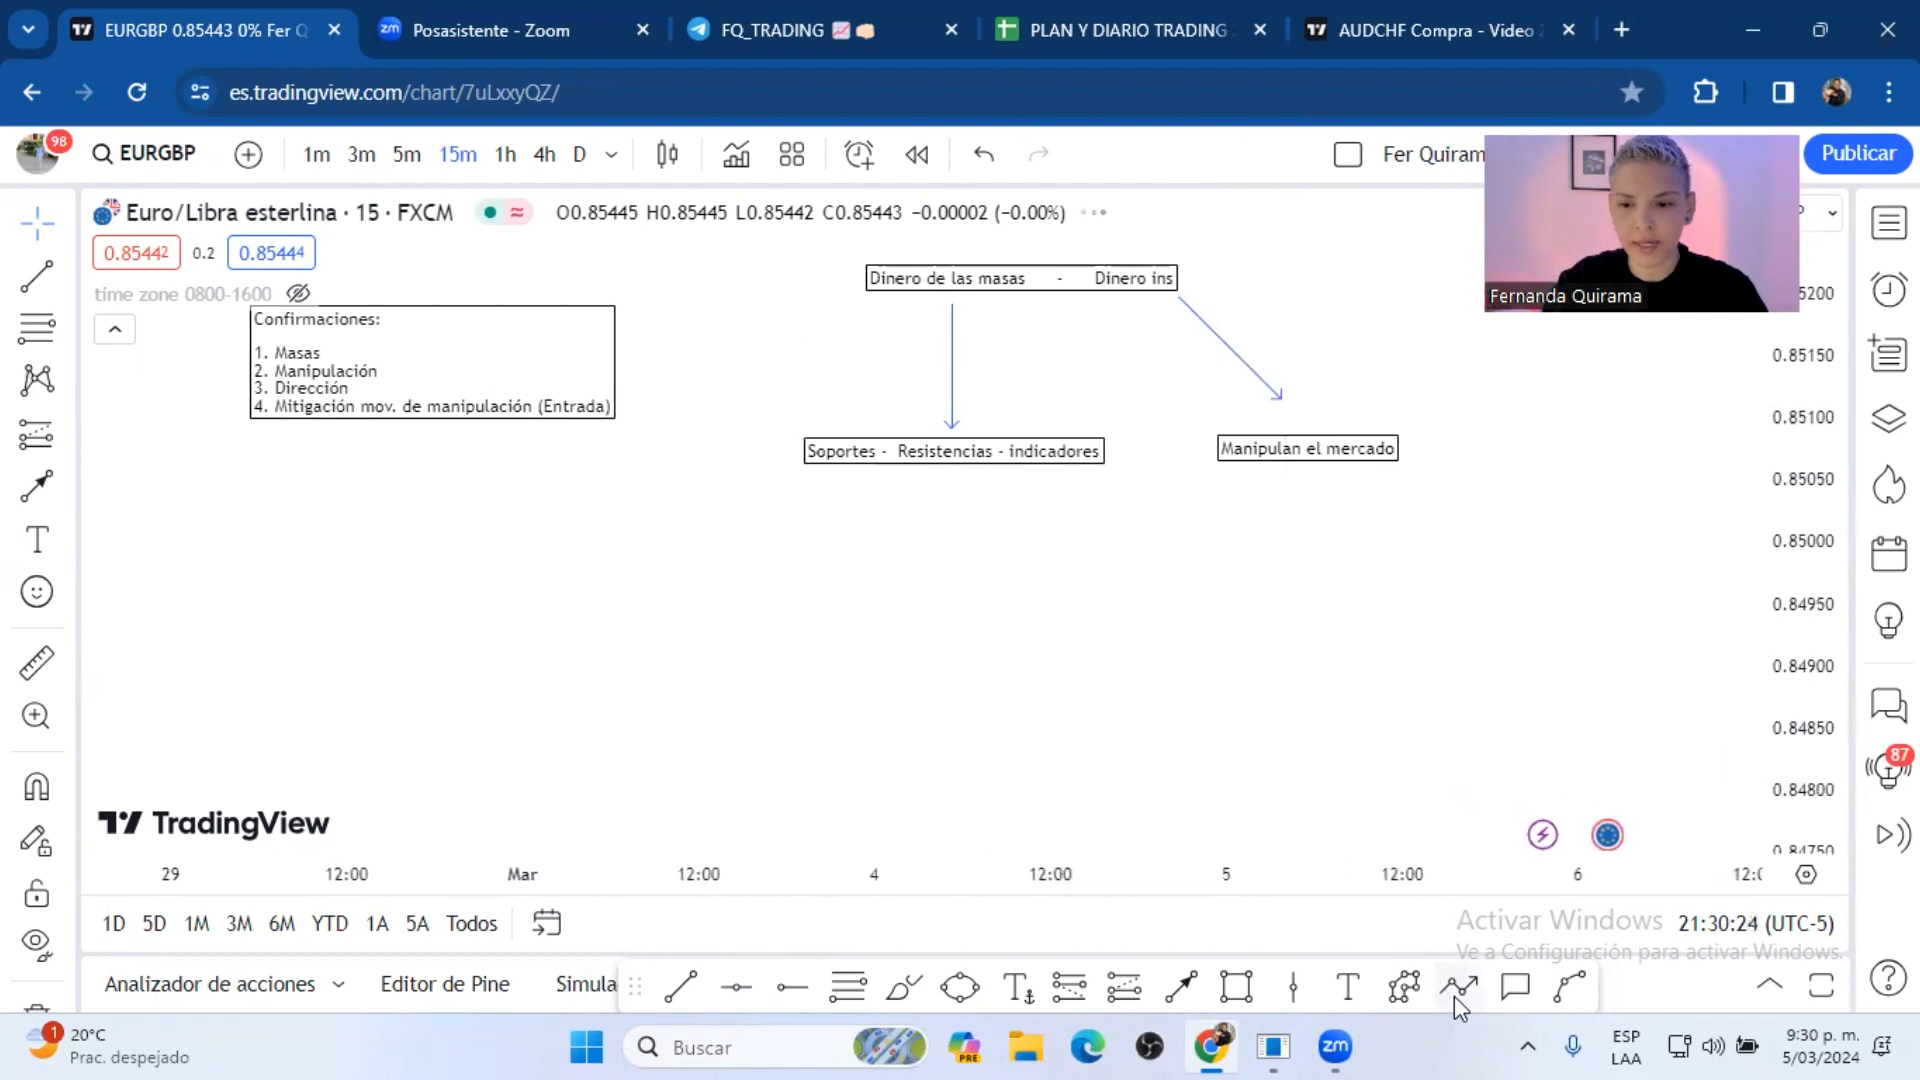 EURGBP 0.85443 0% Fer Q
Posasistente - Zoom
FQ_TRADING
PLAN Y DIARIO TRADING
AUDCHF Compra - Video
es.tradingview.com/chart/7uLxxyQZ/
98
EURGBP
1m 3m 5m 15m 1h 4h D
Fer Quiram
Publicar
Euro/Libra esterlina · 15 · FXCM
O0.85445 H0.85445 L0.85442 C0.85443 −0.00002 (−0.00%)
0.85442 0.2 0.85444
time zone 0800-1600
Dinero de las masas - Dinero ins
Fernanda Quirama
5200
Confirmaciones:
1. Masas
2. Manipulación
3. Dirección
4. Mitigación mov. de manipulación (Entrada)
0.85150
0.85100
Soportes - Resistencias - indicadores
Manipulan el mercado
0.85050
0.85000
0.84950
0.84900
0.84850
87
0.84800
0.84750
TradingView
29 12:00 Mar 12:00 4 12:00 5 12:00 6
1D 5D 1M 3M 6M YTD 1A 5A Todos
Activar Windows
21:30:24 (UTC-5)
Ve a Configuración para activar Windows.
Analizador de acciones
Editor de Pine
Simula
1
20°C
Prac. despejado
Buscar
PRE
zm
ESP
LAA
9:30 p. m.
5/03/2024